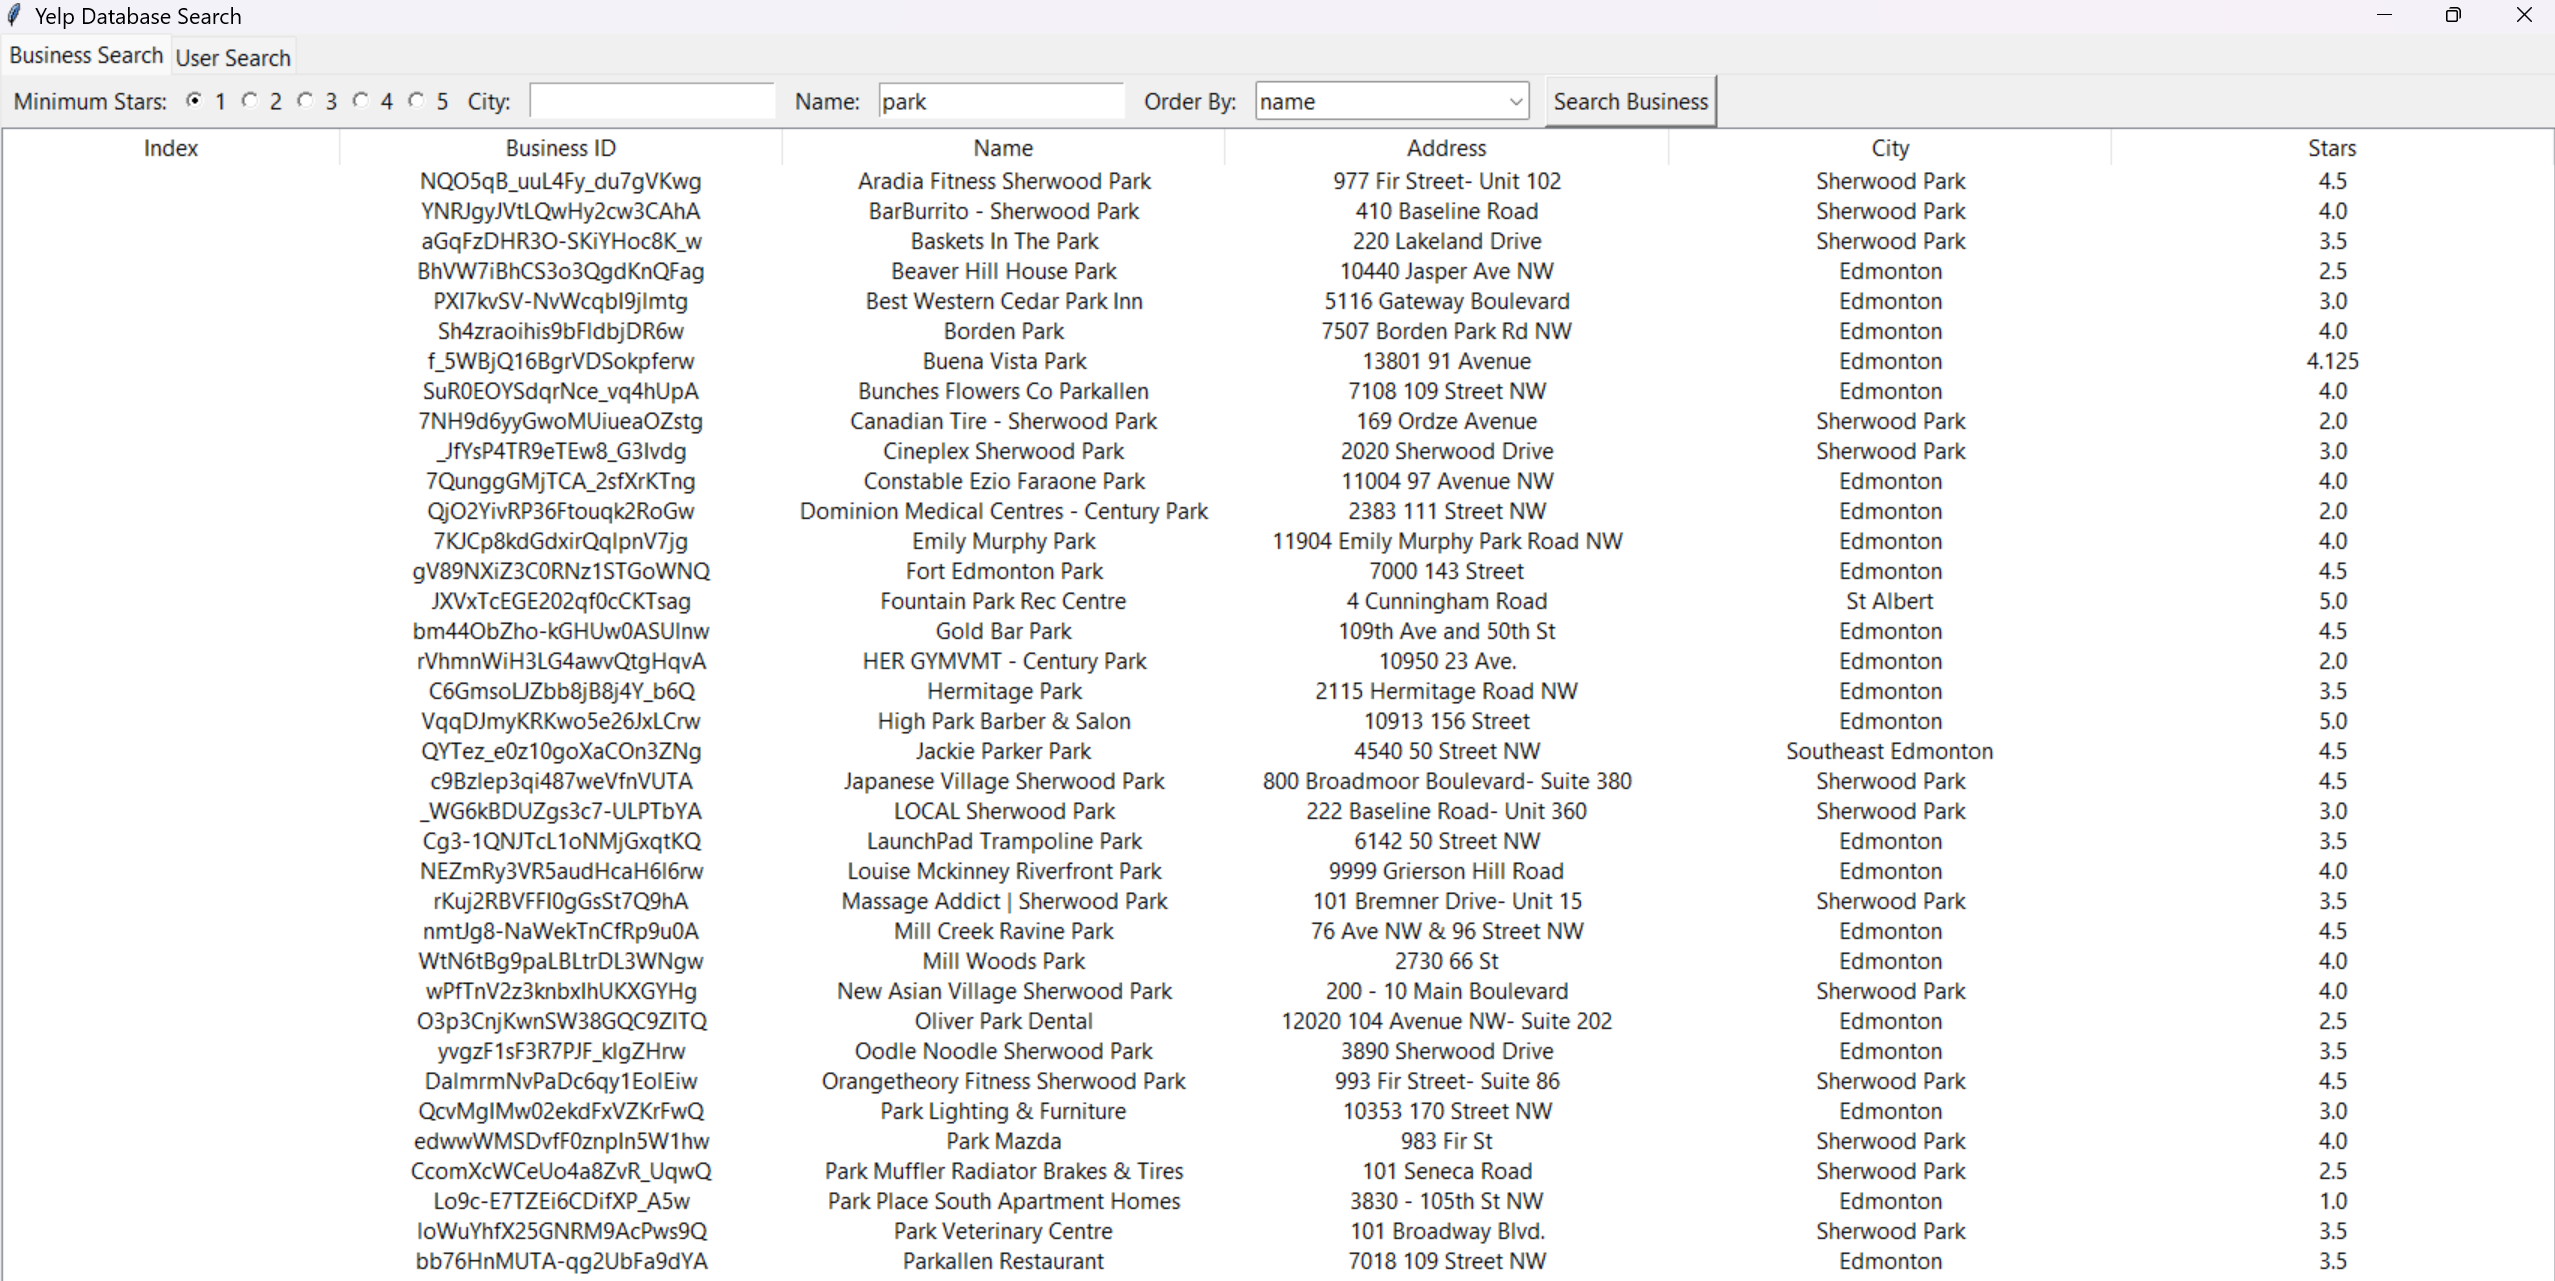 Yelp Database Search
Business Search User Search
Minimum Stars: 1 2 3 4 5 City: Name: park Order By: name Search Business
Index Business ID Name Address City Stars
NQO5qB_uuL4Fy_du7gVKwg Aradia Fitness Sherwood Park 977 Fir Street- Unit 102 Sherwood Park 4.5
YNRJgyJVtLQwHy2cw3CAhA BarBurrito - Sherwood Park 410 Baseline Road Sherwood Park 4.0
aGqFzDHR3O-SKiYHoc8K_w Baskets In The Park 220 Lakeland Drive Sherwood Park 3.5
BhVW7iBhCS3o3QgdKnQFag Beaver Hill House Park 10440 Jasper Ave NW Edmonton 2.5
PXI7kvSV-NvWcqbI9jImtg Best Western Cedar Park Inn 5116 Gateway Boulevard Edmonton 3.0
Sh4zraoihis9bFIdbjDR6w Borden Park 7507 Borden Park Rd NW Edmonton 4.0
f_5WBjQ16BgrVDSokpferw Buena Vista Park 13801 91 Avenue Edmonton 4.125
SuR0EOYSdqrNce_vq4hUpA Bunches Flowers Co Parkallen 7108 109 Street NW Edmonton 4.0
7NH9d6yyGwoMUiueaOZstg Canadian Tire - Sherwood Park 169 Ordze Avenue Sherwood Park 2.0
_JfYsP4TR9eTEw8_G3Ivdg Cineplex Sherwood Park 2020 Sherwood Drive Sherwood Park 3.0
7QunggGMjTCA_2sfXrKTng Constable Ezio Faraone Park 11004 97 Avenue NW Edmonton 4.0
QjO2YivRP36Ftouqk2RoGw Dominion Medical Centres - Century Park 2383 111 Street NW Edmonton 2.0
7KJCp8kdGdxirQqIpnV7jg Emily Murphy Park 11904 Emily Murphy Park Road NW Edmonton 4.0
gV89NXiZ3C0RNz1STGoWNQ Fort Edmonton Park 7000 143 Street Edmonton 4.5
JXVxTcEGE202qf0cCKTsag Fountain Park Rec Centre 4 Cunningham Road St Albert 5.0
bm44ObZho-kGHUw0ASUInw Gold Bar Park 109th Ave and 50th St Edmonton 4.5
rVhmnWiH3LG4awvQtgHqvA HER GYMVMT - Century Park 10950 23 Ave. Edmonton 2.0
C6GmsoLJZbb8jB8j4Y_b6Q Hermitage Park 2115 Hermitage Road NW Edmonton 3.5
VqqDJmyKRKwo5e26JxLCrw High Park Barber & Salon 10913 156 Street Edmonton 5.0
QYTez_e0z10goXaCOn3ZNg Jackie Parker Park 4540 50 Street NW Southeast Edmonton 4.5
c9Bzlep3qi487weVfnVUTA Japanese Village Sherwood Park 800 Broadmoor Boulevard- Suite 380 Sherwood Park 4.5
_WG6kBDUZgs3c7-ULPTbYA LOCAL Sherwood Park 222 Baseline Road- Unit 360 Sherwood Park 3.0
Cg3-1QNJTcL1oNMjGxqtKQ LaunchPad Trampoline Park 6142 50 Street NW Edmonton 3.5
NEZmRy3VR5audHcaH6I6rw Louise Mckinney Riverfront Park 9999 Grierson Hill Road Edmonton 4.0
rKuj2RBVFFI0gGsSt7Q9hA Massage Addict | Sherwood Park 101 Bremner Drive- Unit 15 Sherwood Park 3.5
nmtJg8-NaWekTnCfRp9u0A Mill Creek Ravine Park 76 Ave NW & 96 Street NW Edmonton 4.5
WtN6tBg9paLBLtrDL3WNgw Mill Woods Park 2730 66 St Edmonton 4.0
wPfTnV2z3knbxIhUKXGYHg New Asian Village Sherwood Park 200 - 10 Main Boulevard Sherwood Park 4.0
O3p3CnjKwnSW38GQC9ZITQ Oliver Park Dental 12020 104 Avenue NW- Suite 202 Edmonton 2.5
yvgzF1sF3R7PJF_klgZHrw Oodle Noodle Sherwood Park 3890 Sherwood Drive Edmonton 3.5
DaImrmNvPaDc6qy1EolEiw Orangetheory Fitness Sherwood Park 993 Fir Street- Suite 86 Sherwood Park 4.5
QcvMgIMw02ekdFxVZKrFwQ Park Lighting & Furniture 10353 170 Street NW Edmonton 3.0
edwwWMSDvfF0znpIn5W1hw Park Mazda 983 Fir St Sherwood Park 4.0
CcomXcWCeUo4a8ZvR_UqwQ Park Muffler Radiator Brakes & Tires 101 Seneca Road Sherwood Park 2.5
Lo9c-E7TZEi6CDifXP_A5w Park Place South Apartment Homes 3830 - 105th St NW Edmonton 1.0
IoWuYhfX25GNRM9AcPws9Q Park Veterinary Centre 101 Broadway Blvd. Sherwood Park 3.5
bb76HnMUTA-qg2UbFa9dYA Parkallen Restaurant 7018 109 Street NW Edmonton 3.5